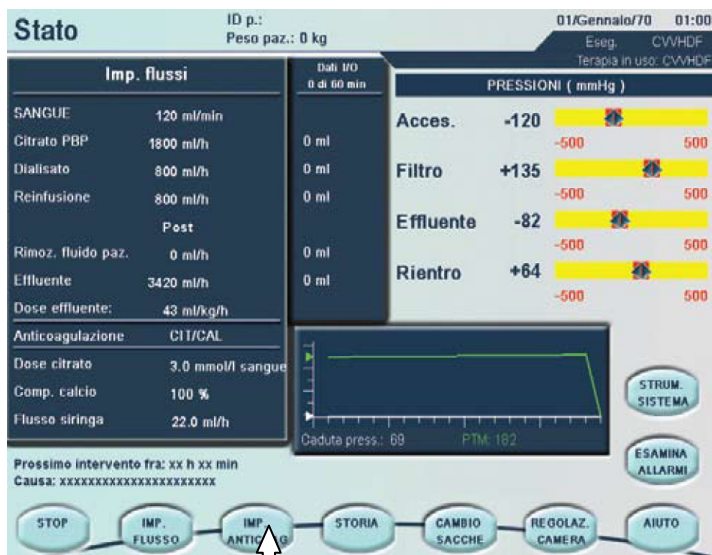 Stato
ID p.:
Peso paz.: 0 kg
01/Gennaio/70 01:00
Eseg. CVVHDF
Terapia in uso: CVVHDF
Imp. flussi
Dati I/O
0 di 60 min
SANGUE 120 ml/min
Citrato PBP 1800 ml/h 0 ml
Dialisato 800 ml/h 0 ml
Reinfusione 800 ml/h 0 ml
Post
Rimoz. fluido paz. 0 ml/h 0 ml
Effluente 3420 ml/h 0 ml
Dose effluente: 43 ml/kg/h
Anticoagulazione CIT/CAL
Dose citrato 3.0 mmol/l sangue
Comp. calcio 100 %
Flusso siringa 22.0 ml/h
PRESSIONI ( mmHg )
Acces. -120
-500 500
Filtro +135
-500 500
Effluente -82
-500 500
Rientro +64
-500 500
Caduta press.: 69 PTM: 182
STRUM.
SISTEMA
ESAMINA
ALLARMI
Prossimo intervento fra: xx h xx min
Causa: xxxxxxxxxxxxxxxxxxxxxx
STOP
IMP.
FLUSSO
IMP.
STORIA
CAMBIO
SACCHE
REGOLAZ.
CAMERA
AIUTO